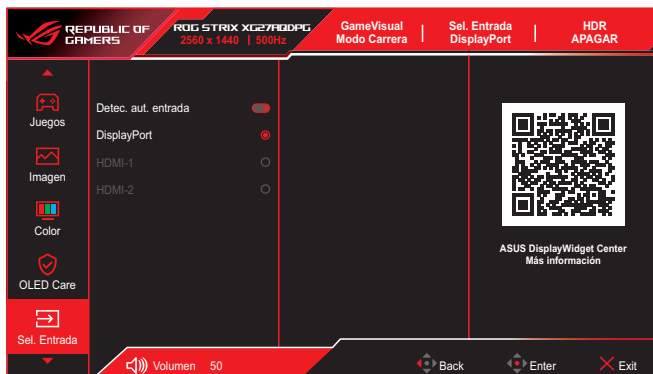 REPUBLIC OF
GAMERS
ROG STRIX XG27AQDPG
2560 x 1440 | 500Hz
GameVisual
Modo Carrera
Sel. Entrada
DisplayPort
HDR
APAGAR
Juegos
Imagen
Color
OLED Care
Sel. Entrada
Detec. aut. entrada
DisplayPort
HDMI-1
HDMI-2
ASUS DisplayWidget Center
Más información
Volumen 50
Back
Enter
Exit